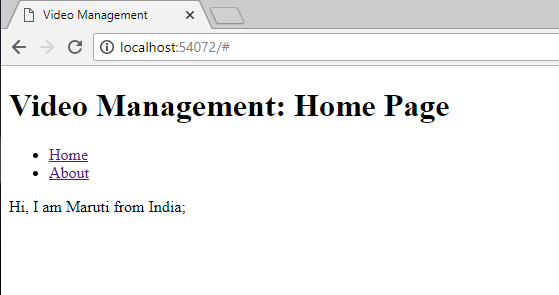 Video Management
localhost:54072/#
Video Management: Home Page
Home
About
Hi, I am Maruti from India;